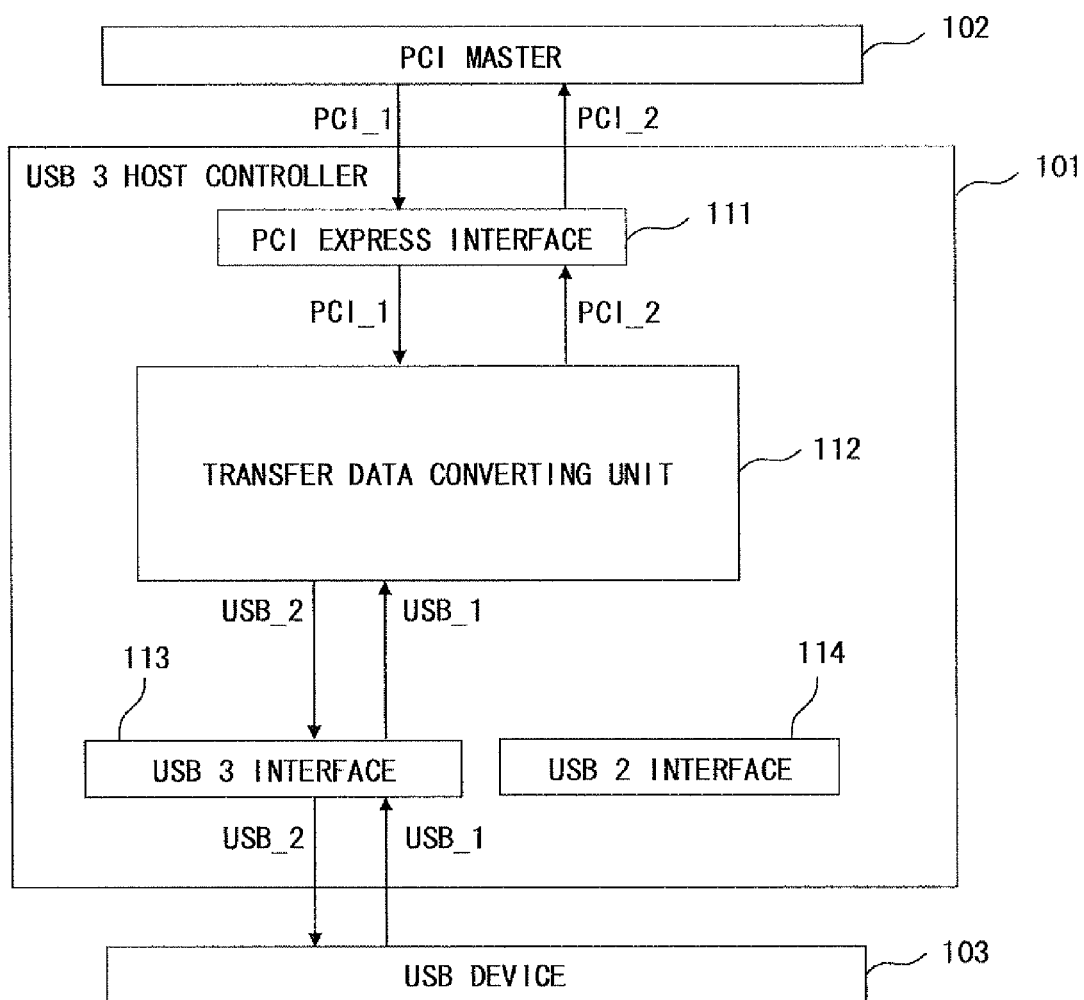 102
PCI MASTER
PCI_1
PCI_2
USB 3 HOST CONTROLLER
101
111
PCI EXPRESS INTERFACE
PCI_1
PCI_2
112
TRANSFER DATA CONVERTING UNIT
USB_2
USB_1
113
114
USB 3 INTERFACE
USB 2 INTERFACE
USB_2
USB_1
103
USB DEVICE